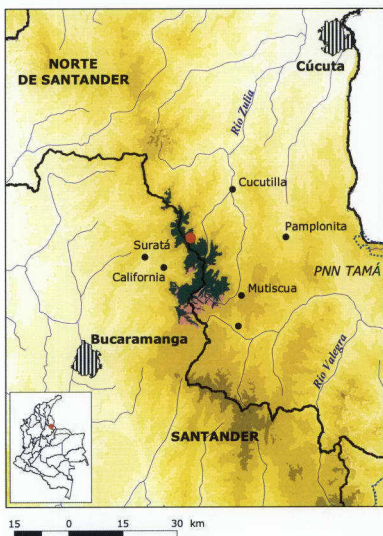 NORTE
DE SANTANDER
Cúcuta
Río Zulia
Cucutilla
Pamplonita
Suratá
California
PNN TAMÁ
Mutiscua
Bucaramanga
Río Valegra
SANTANDER
15 0 15 30 km